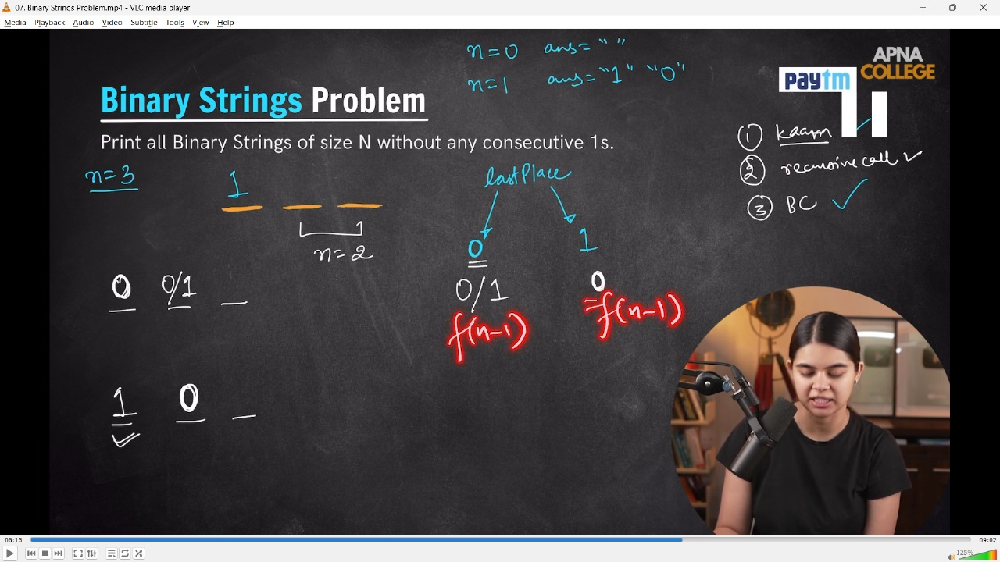 07. Binary Strings Problem.mp4 - VLC media player
Media Playback Audio Video Subtitle Tools View Help
n=0 ans= " "
n=1 ans= "1" "0"
APNA
COLLEGE
paytm
Binary Strings Problem
Print all Binary Strings of size N without any consecutive 1s.
① kaam
② recursive call
③ BC
n=3
1
lastPlace
n=2
0 1
0/1 0
f(n-1) =f(n-1)
0 0/1 _
1 0 _
06:15
09:02
125%